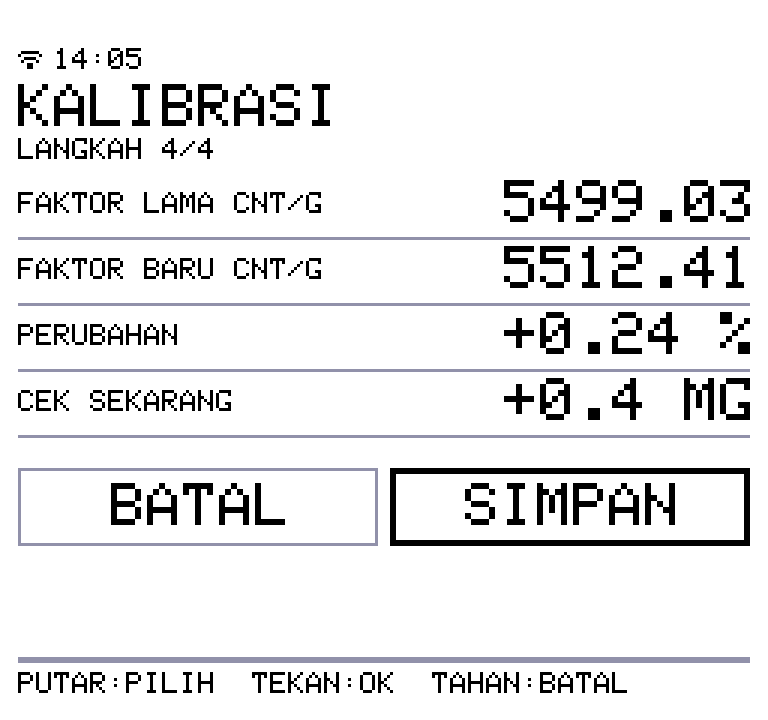 14:05
KALIBRASI
LANGKAH 4/4
FAKTOR LAMA CNT/G 5499.03
FAKTOR BARU CNT/G 5512.41
PERUBAHAN +0.24 %
CEK SEKARANG +0.4 MG
BATAL SIMPAN
PUTAR:PILIH TEKAN:OK TAHAN:BATAL